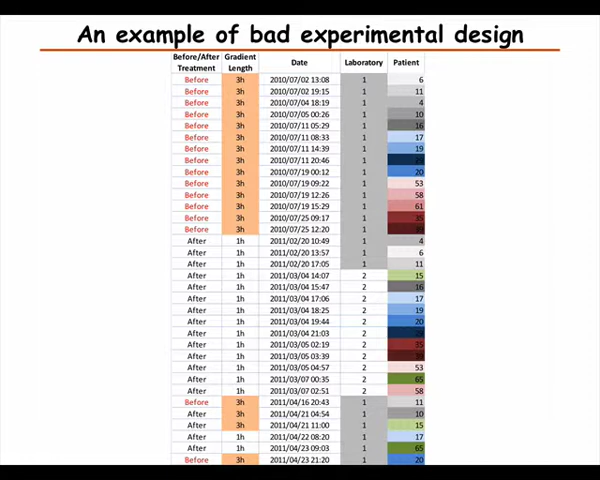 An example of bad experimental design
Before/After Treatment Gradient Length Date Laboratory Patient
Before 3h 2010/07/02 13:08 1 6
Before 3h 2010/07/02 19:15 1 11
Before 3h 2010/07/04 18:19 1 4
Before 3h 2010/07/05 00:26 1 10
Before 3h 2010/07/11 05:29 1 16
Before 3h 2010/07/11 08:33 1 17
Before 3h 2010/07/11 14:39 1 19
Before 3h 2010/07/11 20:46 1
Before 3h 2010/07/19 00:12 1 20
Before 3h 2010/07/19 09:22 1 53
Before 3h 2010/07/19 12:26 1 58
Before 3h 2010/07/19 15:29 1 61
Before 3h 2010/07/25 09:17 1 35
Before 3h 2010/07/25 12:20 1
After 1h 2011/02/20 10:49 1 4
After 1h 2011/02/20 13:57 1 6
After 1h 2011/02/20 17:05 1 11
After 1h 2011/03/04 14:07 2 15
After 1h 2011/03/04 15:47 2 16
After 1h 2011/03/04 17:06 2 17
After 1h 2011/03/04 18:25 2 19
After 1h 2011/03/04 19:44 2 20
After 1h 2011/03/04 21:03 2
After 1h 2011/03/05 02:19 2 35
After 1h 2011/03/05 03:39 2
After 1h 2011/03/05 04:57 2 53
After 1h 2011/03/07 00:35 2 65
After 1h 2011/03/07 02:51 2 58
Before 3h 2011/04/16 20:43 1 11
After 3h 2011/04/21 04:54 1 10
After 3h 2011/04/21 11:00 1 15
After 1h 2011/04/22 08:20 1 17
After 1h 2011/04/23 09:03 1 65
Before 3h 2011/04/23 21:20 1 20